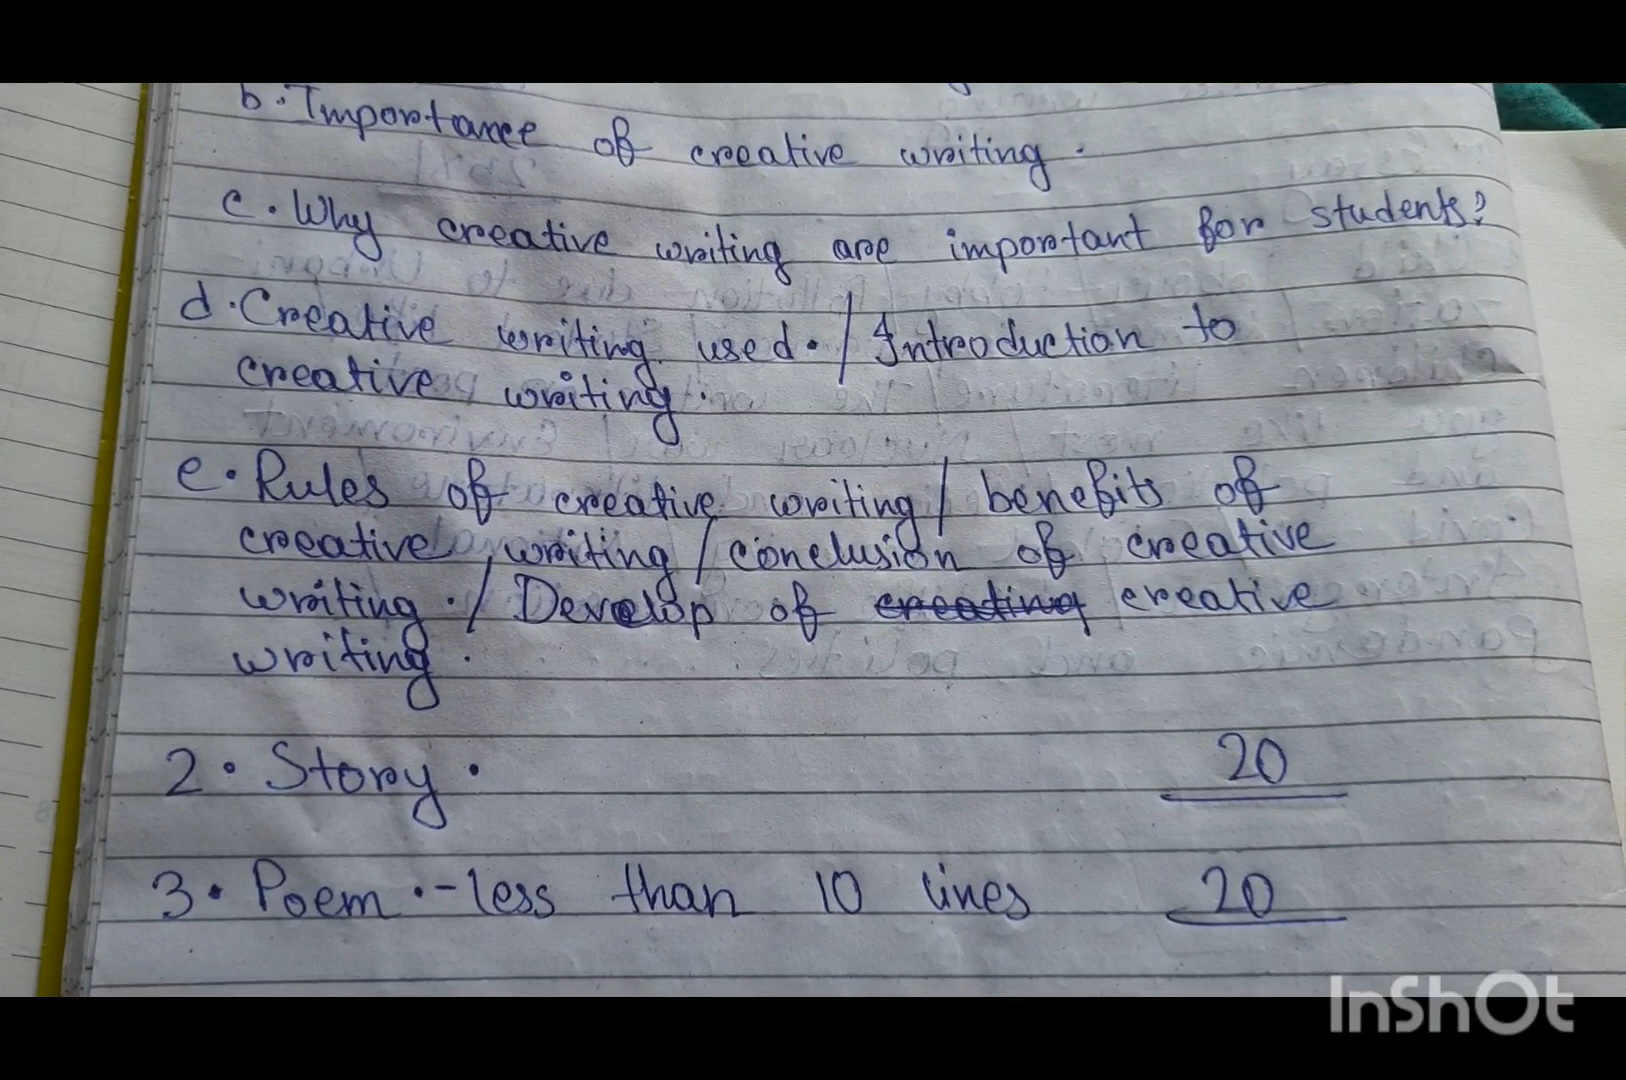 b. Importance of creative writing.
c. Why creative writing are important for students?
d. Creative writing used. / Introduction to
creative writing.
e. Rules of creative writing / benefits of
creative writing / conclusion of creative
writing. / Develop of creating creative
writing.
2. Story. 20
3. Poem. - less than 10 lines 20
InShOt